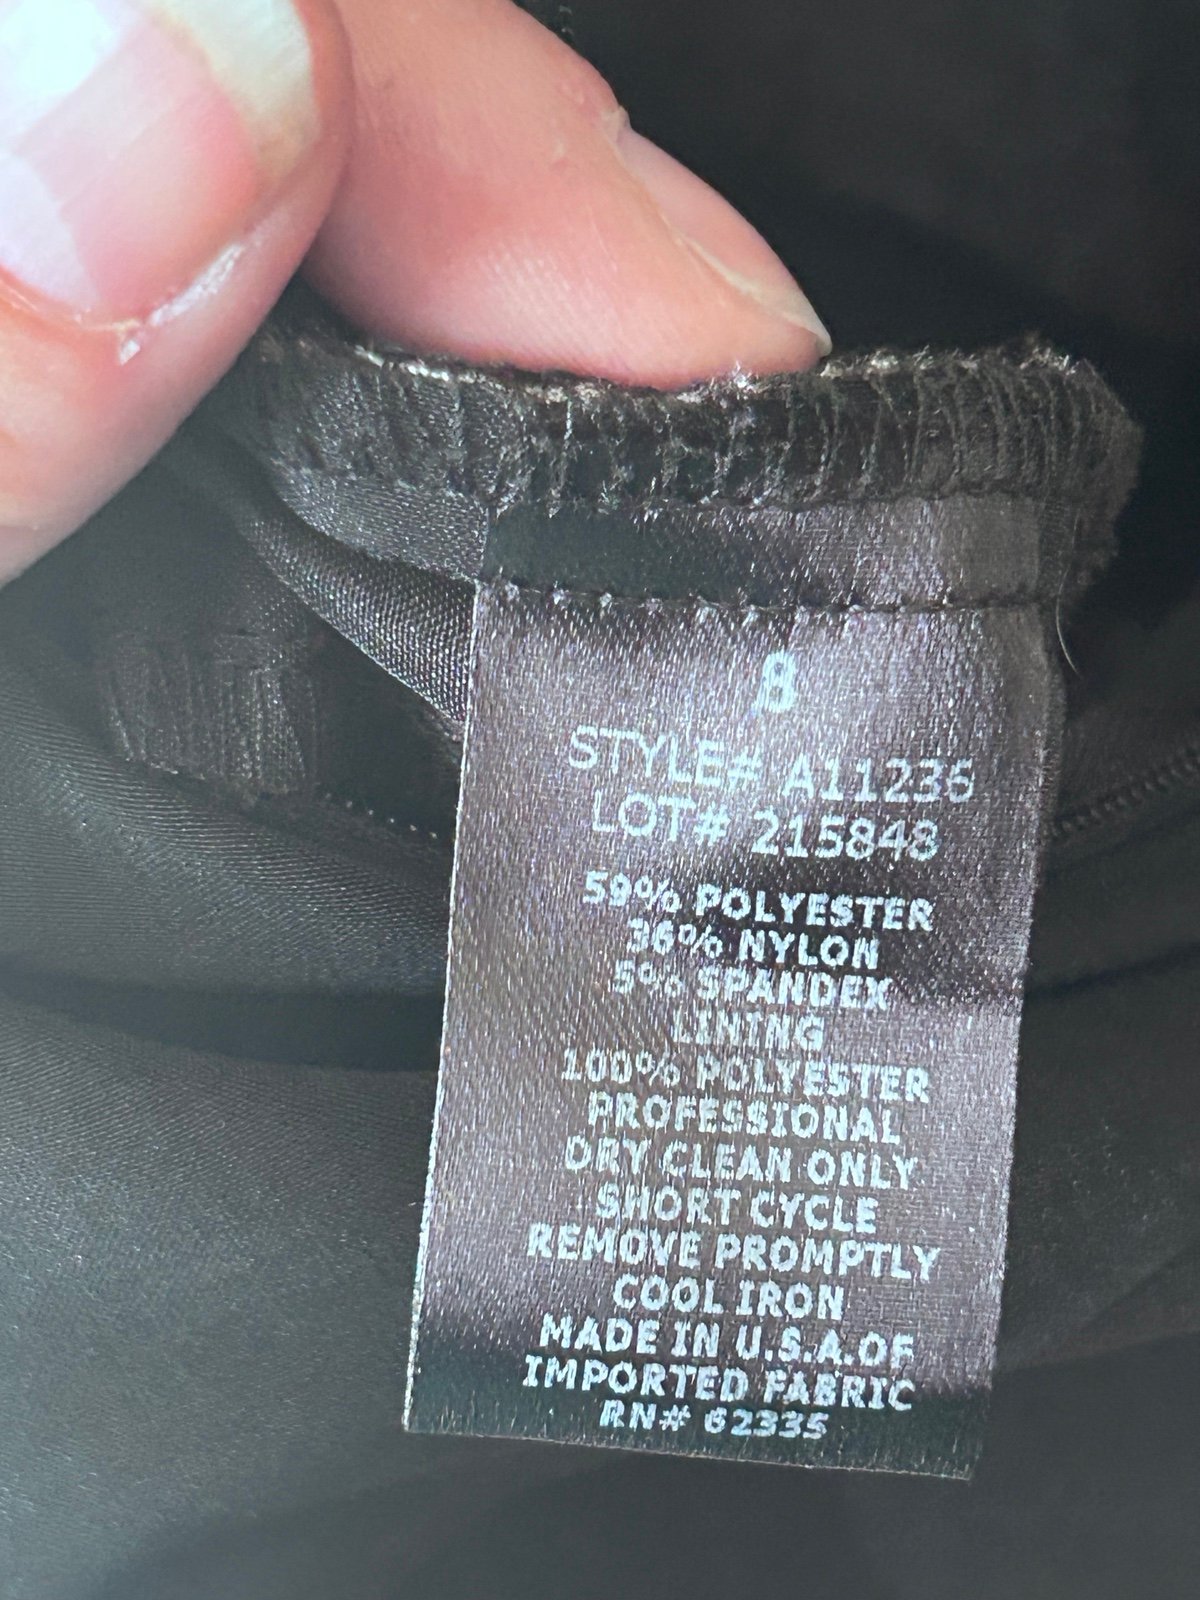 8
STYLE# A11236
LOT# 215848
59% POLYESTER
36% NYLON
5% SPANDEX
LINING
100% POLYESTER
PROFESSIONAL
DRY CLEAN ONLY
SHORT CYCLE
REMOVE PROMPTLY
COOL IRON
MADE IN U.S.A.OF
IMPORTED FABRIC
RN# 62335